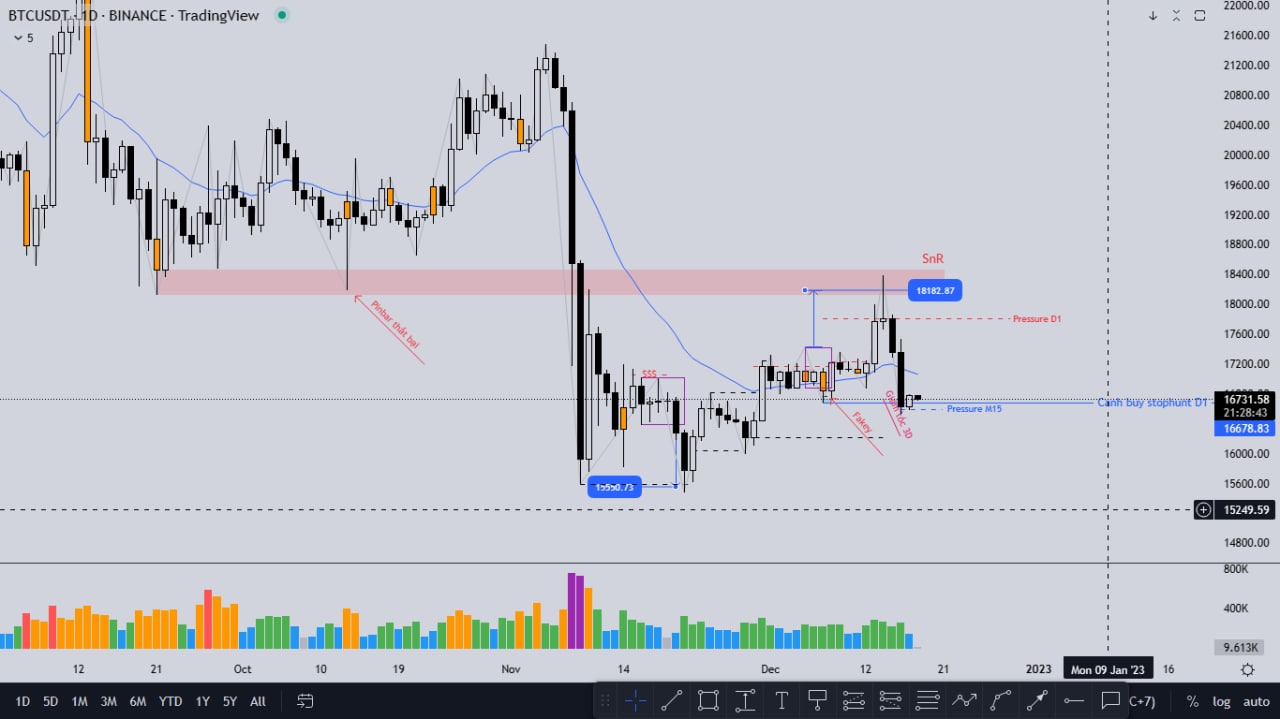 BTCUSDT · 1D · BINANCE · TradingView
5
22000.00
21600.00
21200.00
20800.00
20400.00
20000.00
19600.00
19200.00
18800.00
18400.00
18000.00
17600.00
17200.00
16731.58
21:28:43
16678.83
16000.00
15600.00
15249.59
14800.00
SnR
18182.87
Pressure D1
Pinbar thất bại
SSS
Canh buy stophunt D1
Pressure M15
Fakey
Giảm tốc 3D
15550.73
800K
400K
9.613K
12
21
Oct
10
19
Nov
14
Dec
12
21
2023
Mon 09 Jan '23
16
1D
5D
1M
3M
6M
YTD
1Y
5Y
All
C+7)
%
log
auto